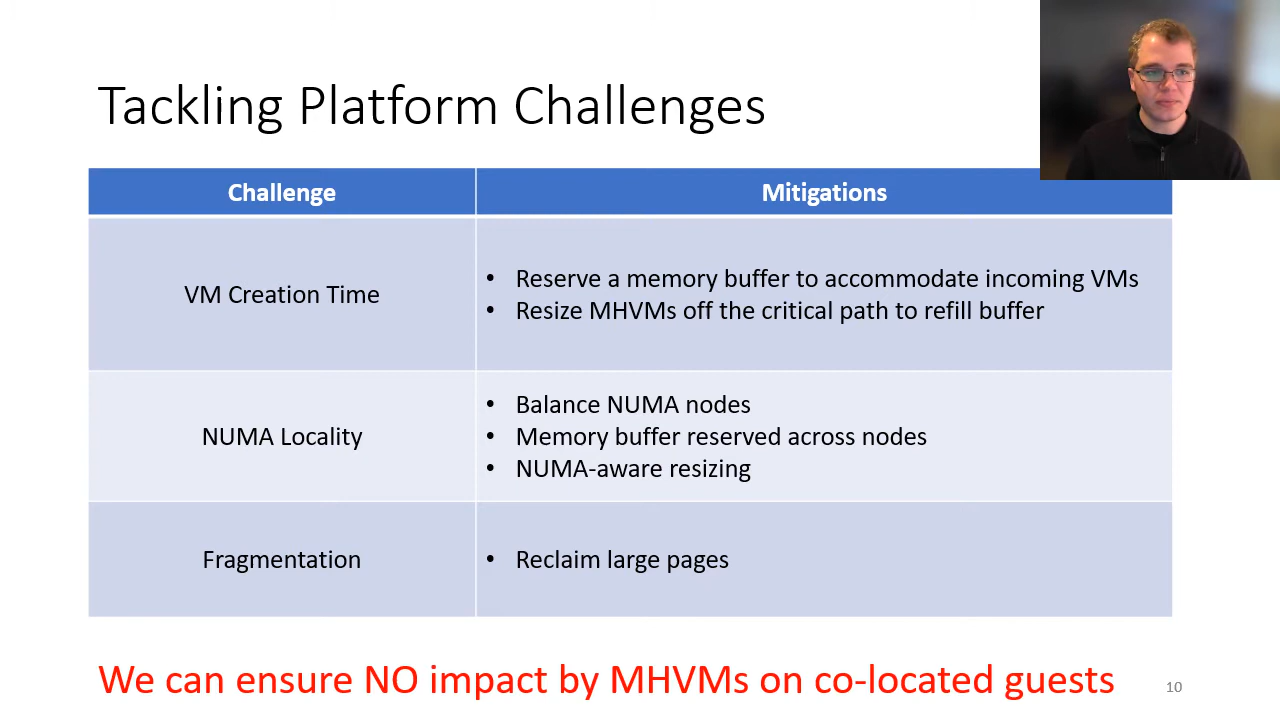 Tackling Platform Challenges
Challenge
Mitigations
VM Creation Time
• Reserve a memory buffer to accommodate incoming VMs
• Resize MHVMs off the critical path to refill buffer
NUMA Locality
• Balance NUMA nodes
• Memory buffer reserved across nodes
• NUMA-aware resizing
Fragmentation
• Reclaim large pages
We can ensure NO impact by MHVMs on co-located guests
10